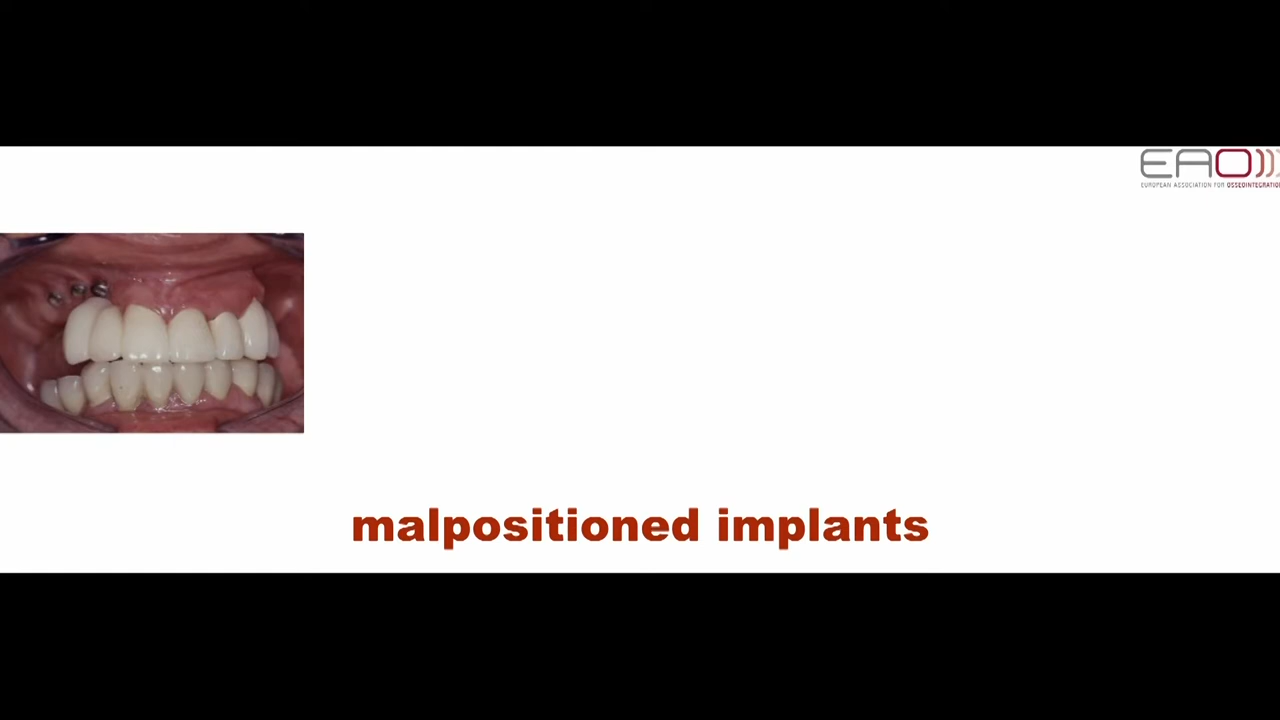 EAO
EUROPEAN ASSOCIATION FOR OSSEOINTEGRATIO
malpositioned implants